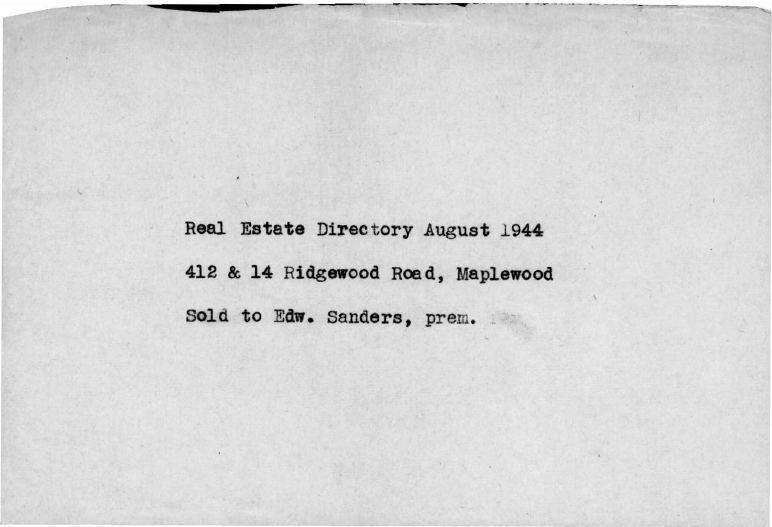 Real Estate Directory August 1944
412 & 14 Ridgewood Road, Maplewood
Sold to Edw. Sanders, prem.